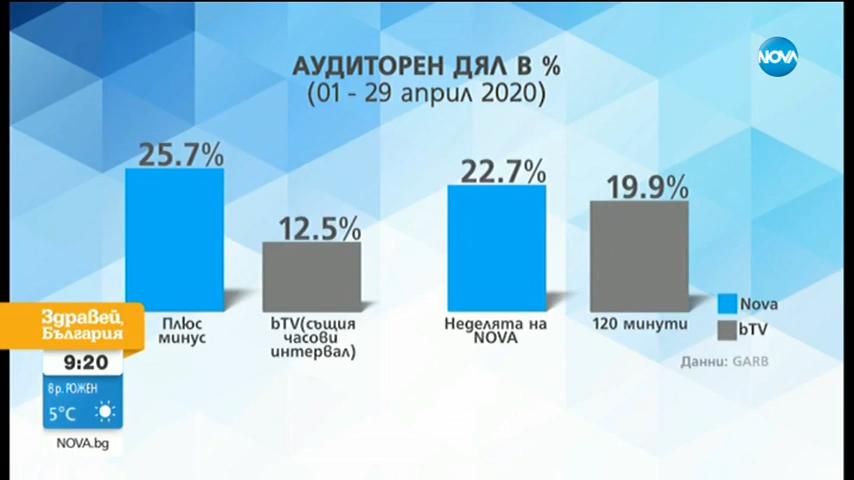 АУДИТОРЕН ДЯЛ В %
(01 - 29 април 2020)
NOVA
25.7%
12.5%
22.7%
19.9%
Плюс
минус
bTV(същия
часови
интервал)
Неделята на
NOVA
120 минути
Nova
bTV
Данни: GARB
Здравей,
България
9:20
в р. РОЖЕН
5°C
NOVA.bg